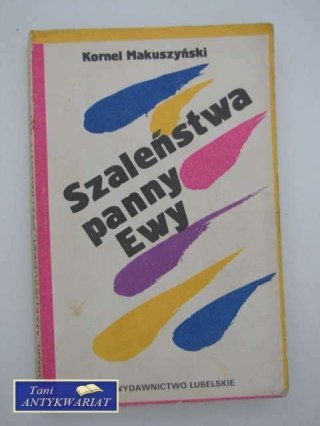 Kornel Makuszyński
Szaleństwa
panny
Ewy
WYDAWNICTWO LUBELSKIE
Tani
ANTYKWARIAT